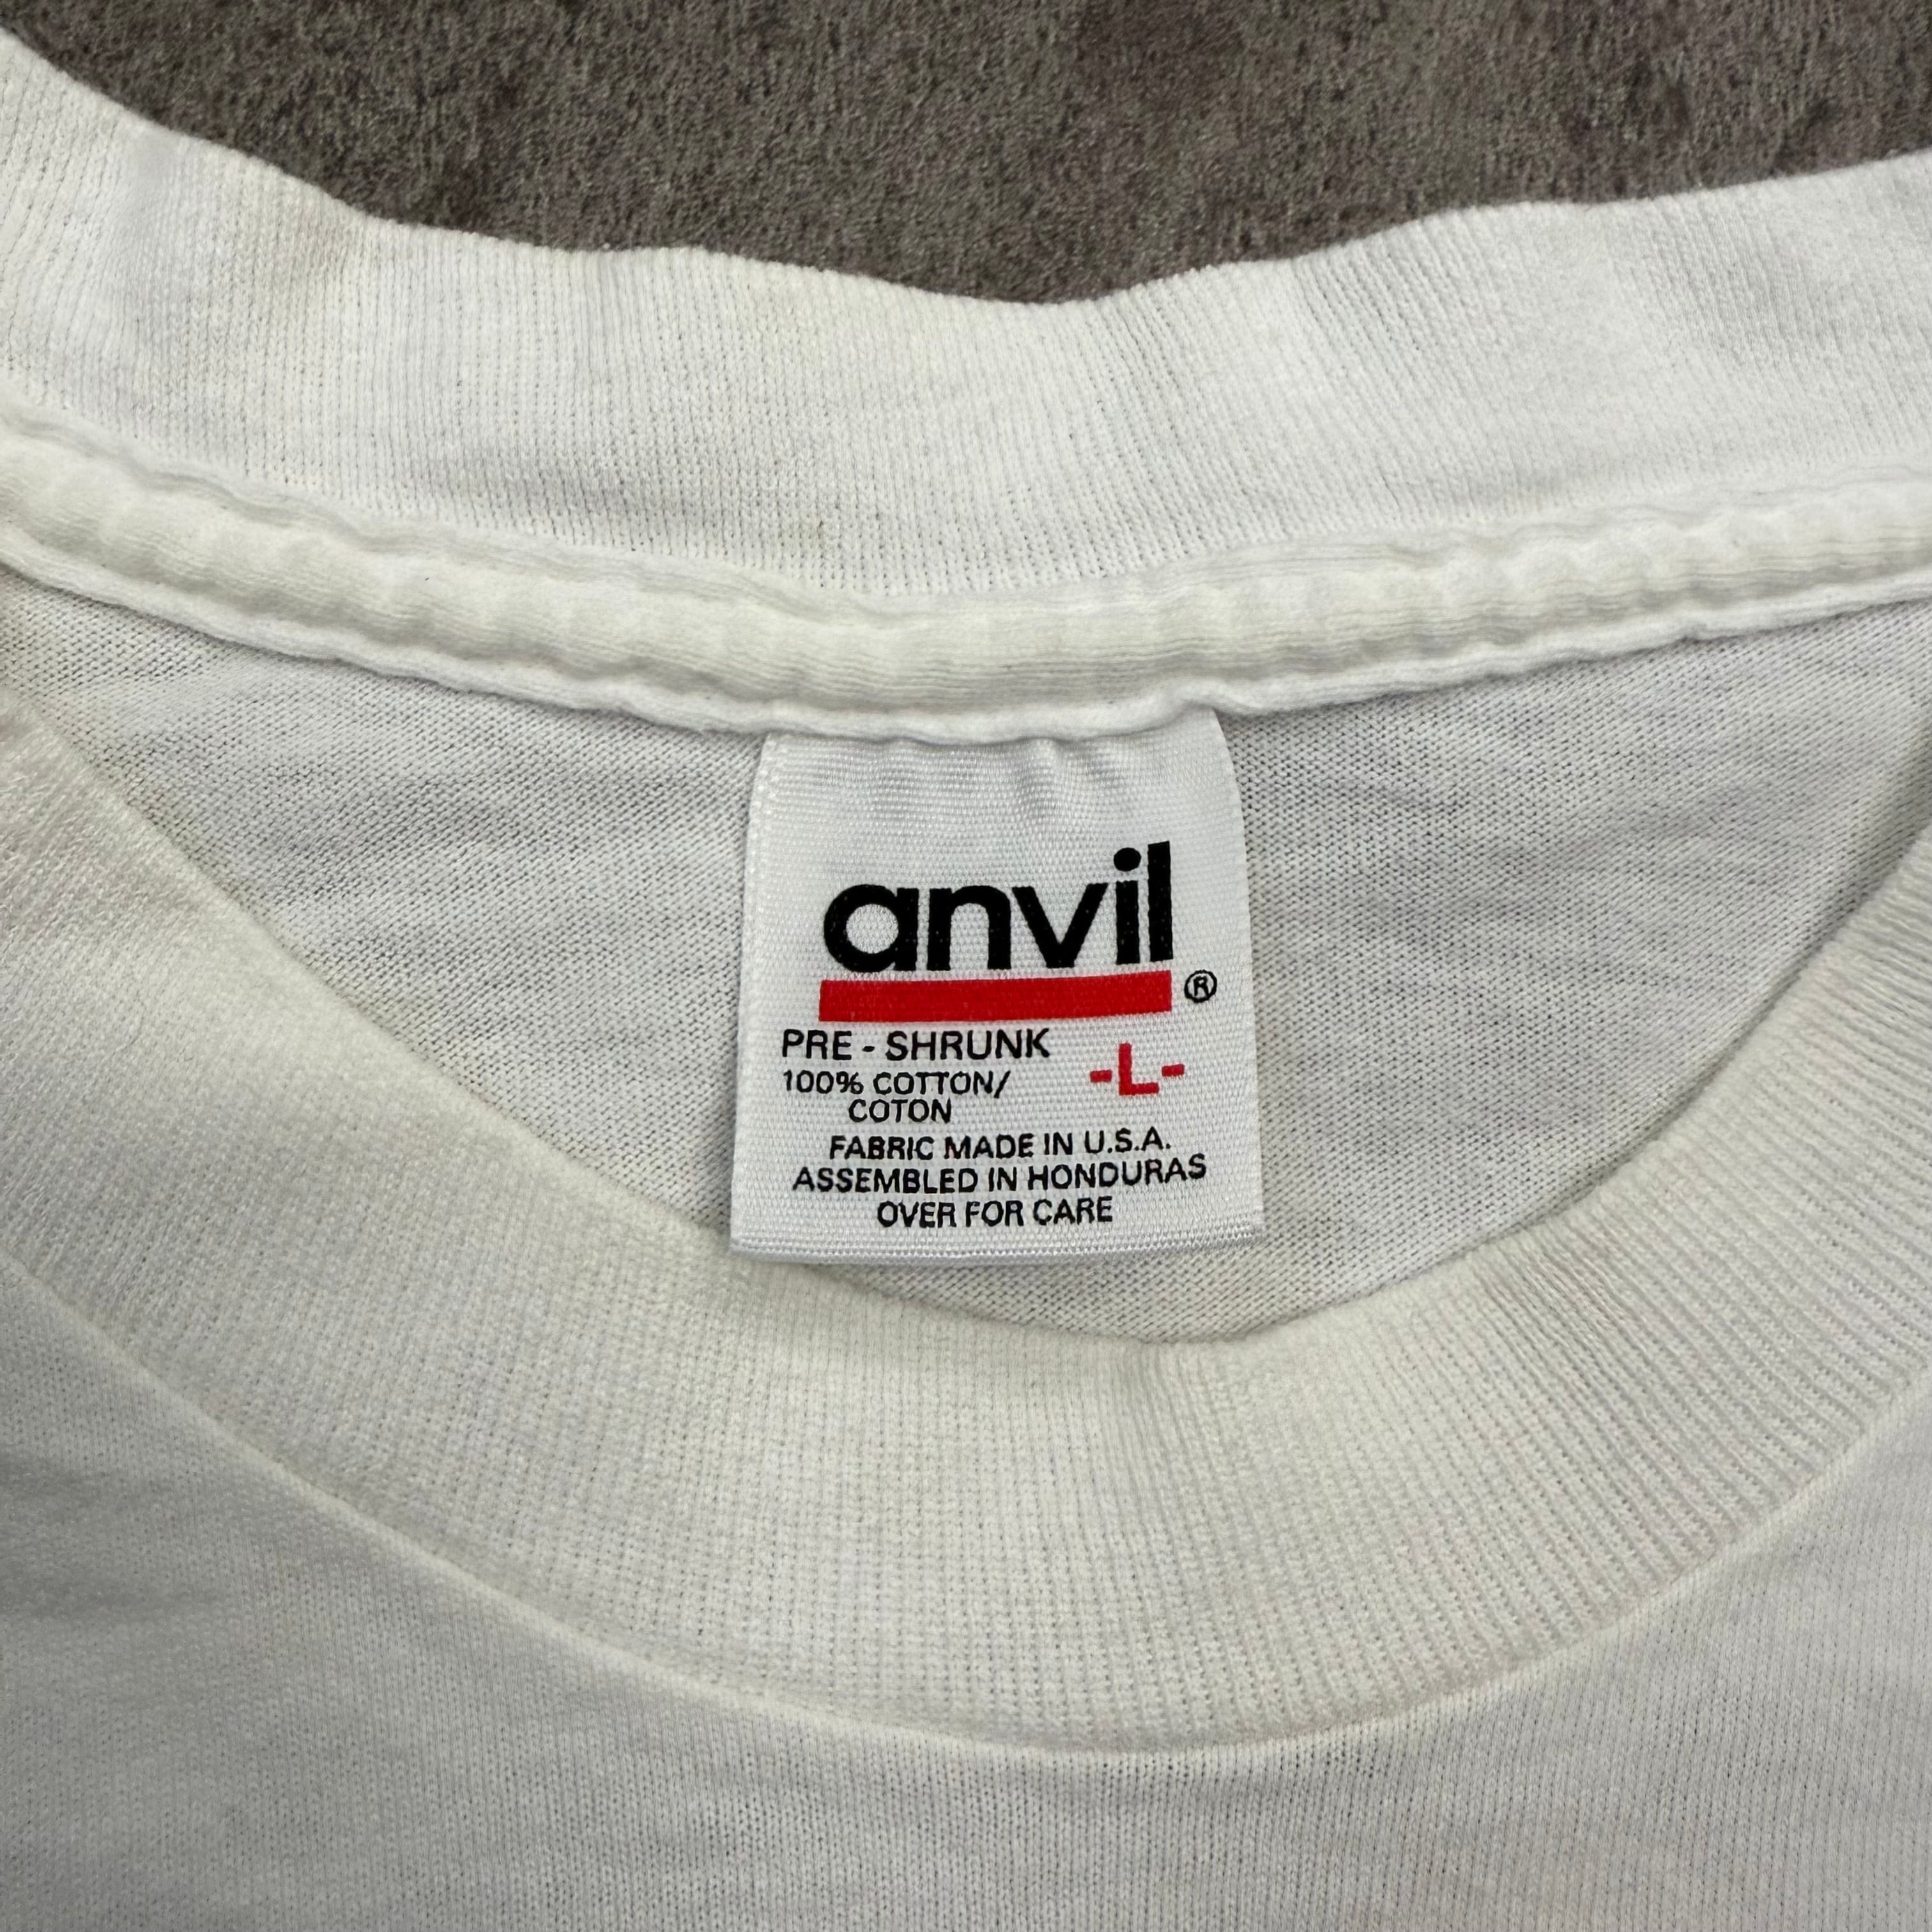 anvil®
PRE - SHRUNK
-L-
100% COTTON/
COTON
FABRIC MADE IN U.S.A.
ASSEMBLED IN HONDURAS
OVER FOR CARE